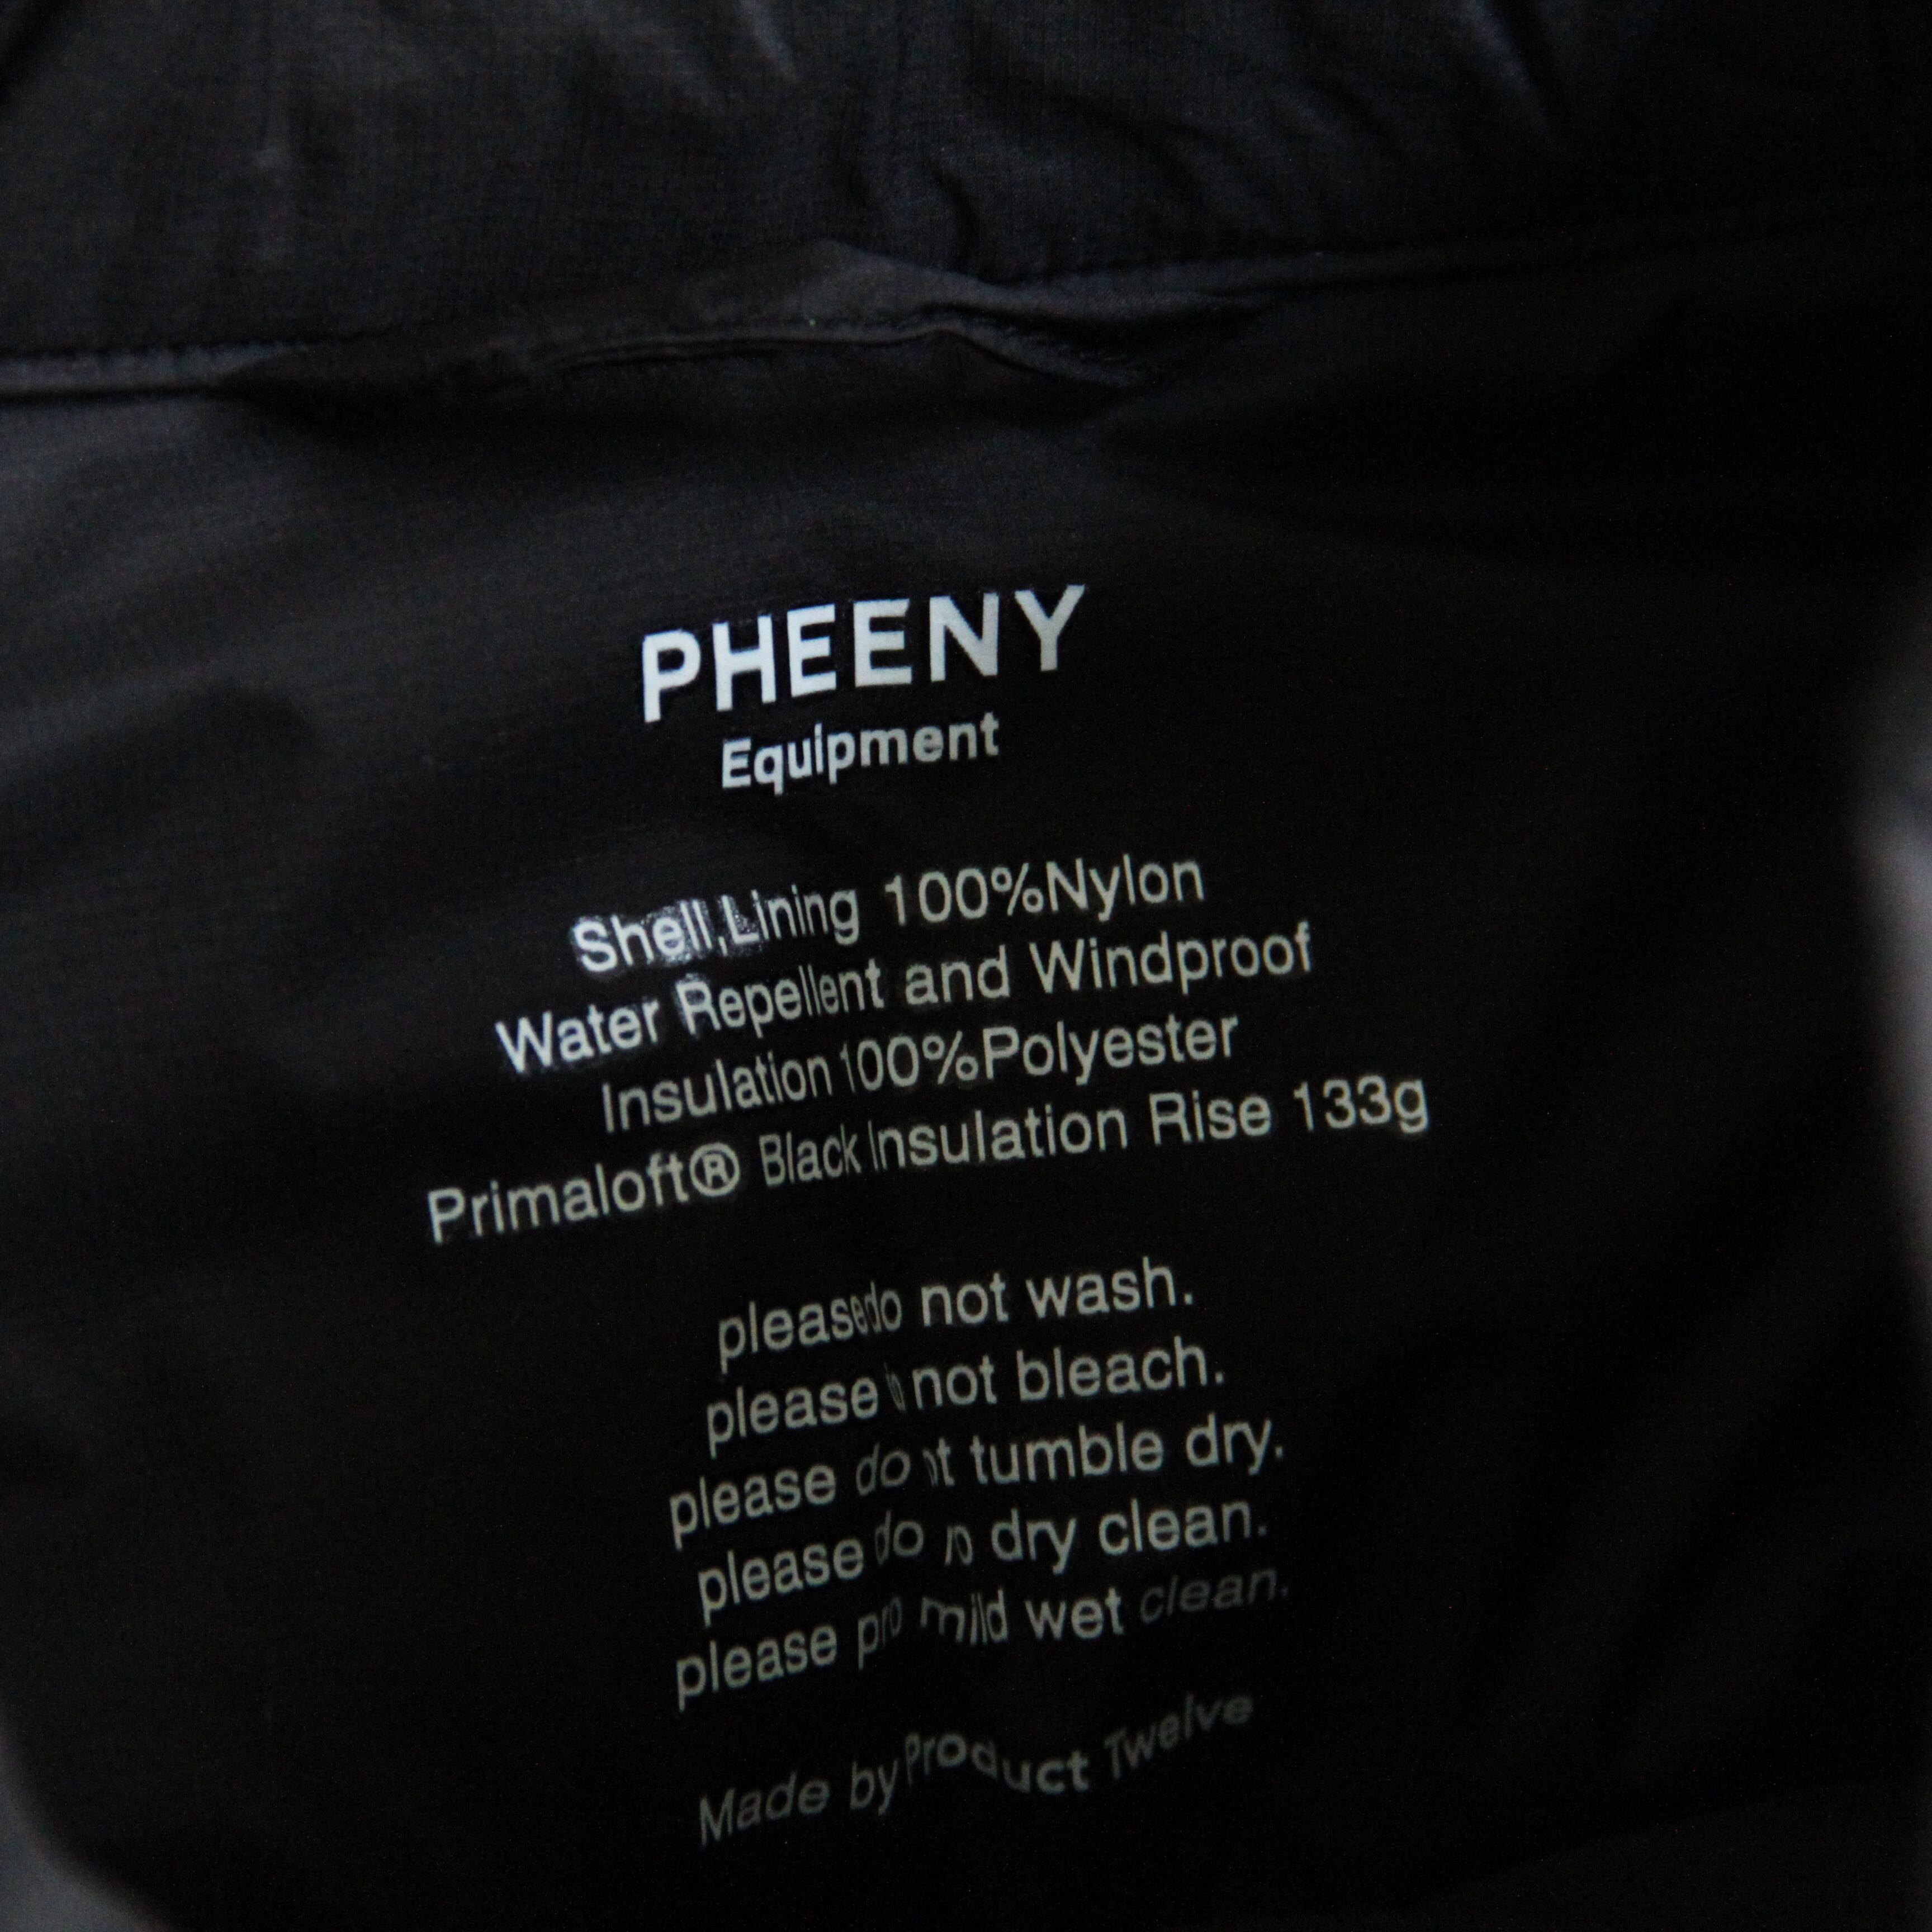 PHEENY
Equipment
Shell,Lining 100%Nylon
Water Repellent and Windproof
Insulation 100%Polyester
Primaloft® Black Insulation Rise 133g
please do not wash.
please not bleach.
please do tumble dry.
please do dry clean.
please mild wet clean.
Made by Product Twelve